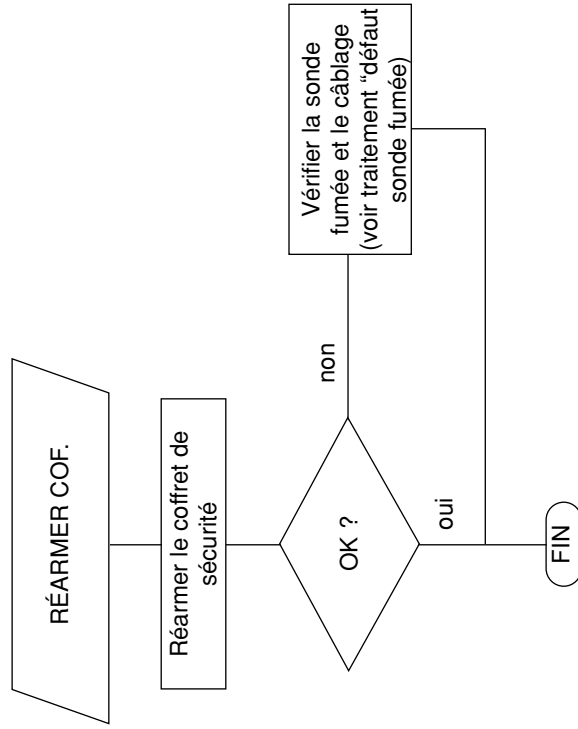 RÉARMER COF.
Réarmer le coffret de
sécurité
OK ?
non
Vérifier la sonde
fumée et le câblage
(voir traitement “défaut
sonde fumée)
oui
FIN